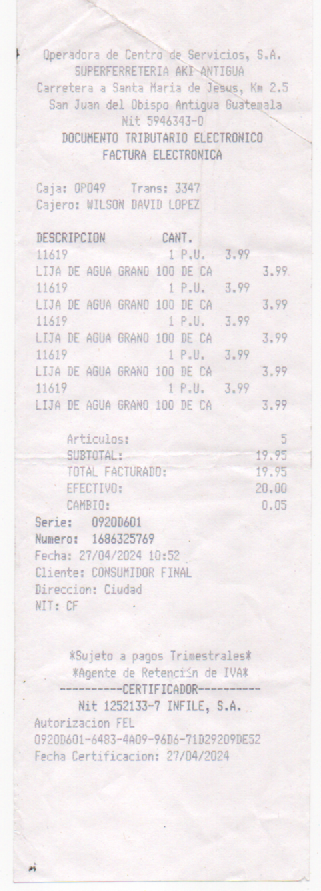 Operadora de Centro de Servicios, S.A.
SUPERFERRETERIA AKI ANTIGUA
Carretera a Santa Maria de Jesus, Km 2.5
San Juan del Obispo Antigua Guatemala
Nit 5946343-0
DOCUMENTO TRIBUTARIO ELECTRONICO
FACTURA ELECTRONICA
Caja: OP049 Trans: 3347
Cajero: WILSON DAVID LOPEZ
DESCRIPCION CANT.
11619 1 P.U. 3.99
LIJA DE AGUA GRANO 100 DE CA 3.99
11619 1 P.U. 3.99
LIJA DE AGUA GRANO 100 DE CA 3.99
11619 1 P.U. 3.99
LIJA DE AGUA GRANO 100 DE CA 3.99
11619 1 P.U. 3.99
LIJA DE AGUA GRANO 100 DE CA 3.99
11619 1 P.U. 3.99
LIJA DE AGUA GRANO 100 DE CA 3.99
Articulos: 5
SUBTOTAL: 19.95
TOTAL FACTURADO: 19.95
EFECTIVO: 20.00
CAMBIO: 0.05
Serie: 0920D601
Numero: 1686325769
Fecha: 27/04/2024 10:52
Cliente: CONSUMIDOR FINAL
Direccion: Ciudad
NIT: CF
*Sujeto a pagos Trimestrales*
*Agente de Retención de IVA*
----------CERTIFICADOR----------
Nit 1252133-7 INFILE, S.A.
Autorizacion FEL
0920D601-6483-4A09-96D6-71D29209DE52
Fecha Certificacion: 27/04/2024